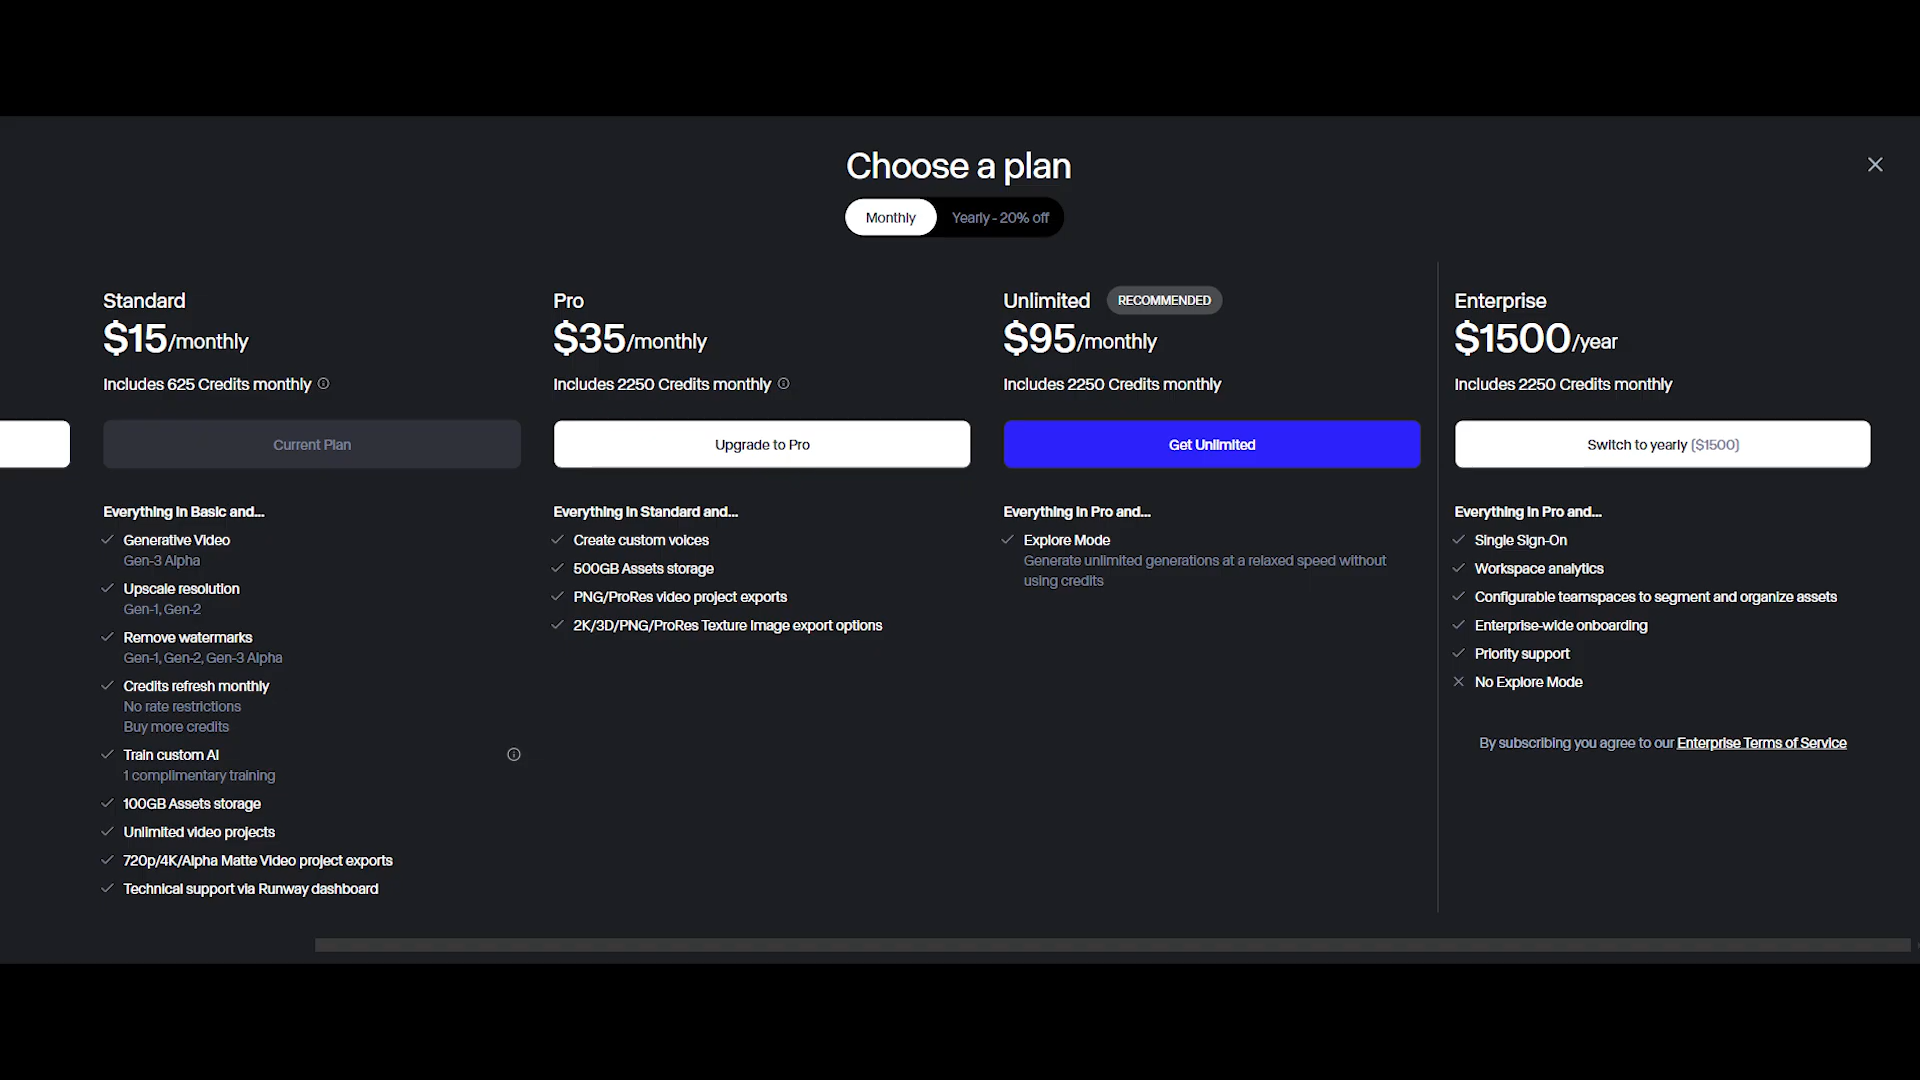 Choose a plan
Monthly
Yearly - 20% off
Standard
$15/monthly
Includes 625 Credits monthly
Current Plan
Everything in Basic and...
Generative Video
Gen-3 Alpha
Upscale resolution
Gen-1, Gen-2
Remove watermarks
Gen-1, Gen-2, Gen-3 Alpha
Credits refresh monthly
No rate restrictions
Buy more credits
Train custom AI
1 complimentary training
100GB Assets storage
Unlimited video projects
720p/4K/Alpha Matte Video project exports
Technical support via Runway dashboard
Pro
$35/monthly
Includes 2250 Credits monthly
Upgrade to Pro
Everything in Standard and...
Create custom voices
500GB Assets storage
PNG/ProRes video project exports
2K/3D/PNG/ProRes Texture Image export options
Unlimited RECOMMENDED
$95/monthly
Includes 2250 Credits monthly
Get Unlimited
Everything in Pro and...
Explore Mode
Generate unlimited generations at a relaxed speed without
using credits
Enterprise
$1500/year
Includes 2250 Credits monthly
Switch to yearly ($1500)
Everything in Pro and...
Single Sign-On
Workspace analytics
Configurable teamspaces to segment and organize assets
Enterprise-wide onboarding
Priority support
No Explore Mode
By subscribing you agree to our Enterprise Terms of Service